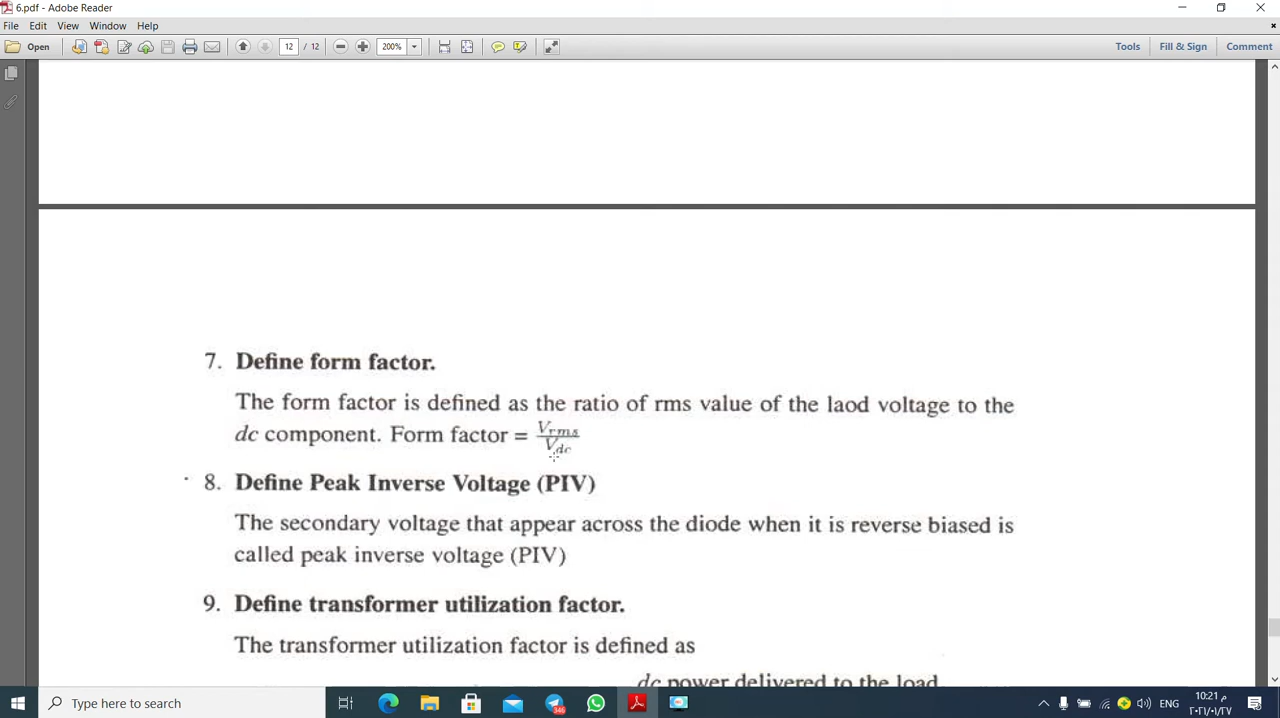 6.pdf - Adobe Reader
File Edit View Window Help
Open 12 / 12 200% Tools Fill & Sign Comment
7. Define form factor.
The form factor is defined as the ratio of rms value of the laod voltage to the
dc component. Form factor = Vrms / Vdc
8. Define Peak Inverse Voltage (PIV)
The secondary voltage that appear across the diode when it is reverse biased is
called peak inverse voltage (PIV)
9. Define transformer utilization factor.
The transformer utilization factor is defined as
dc power delivered to the load
Type here to search
346
ENG
10:21 م
٢٠٢١/٠١/٢٧